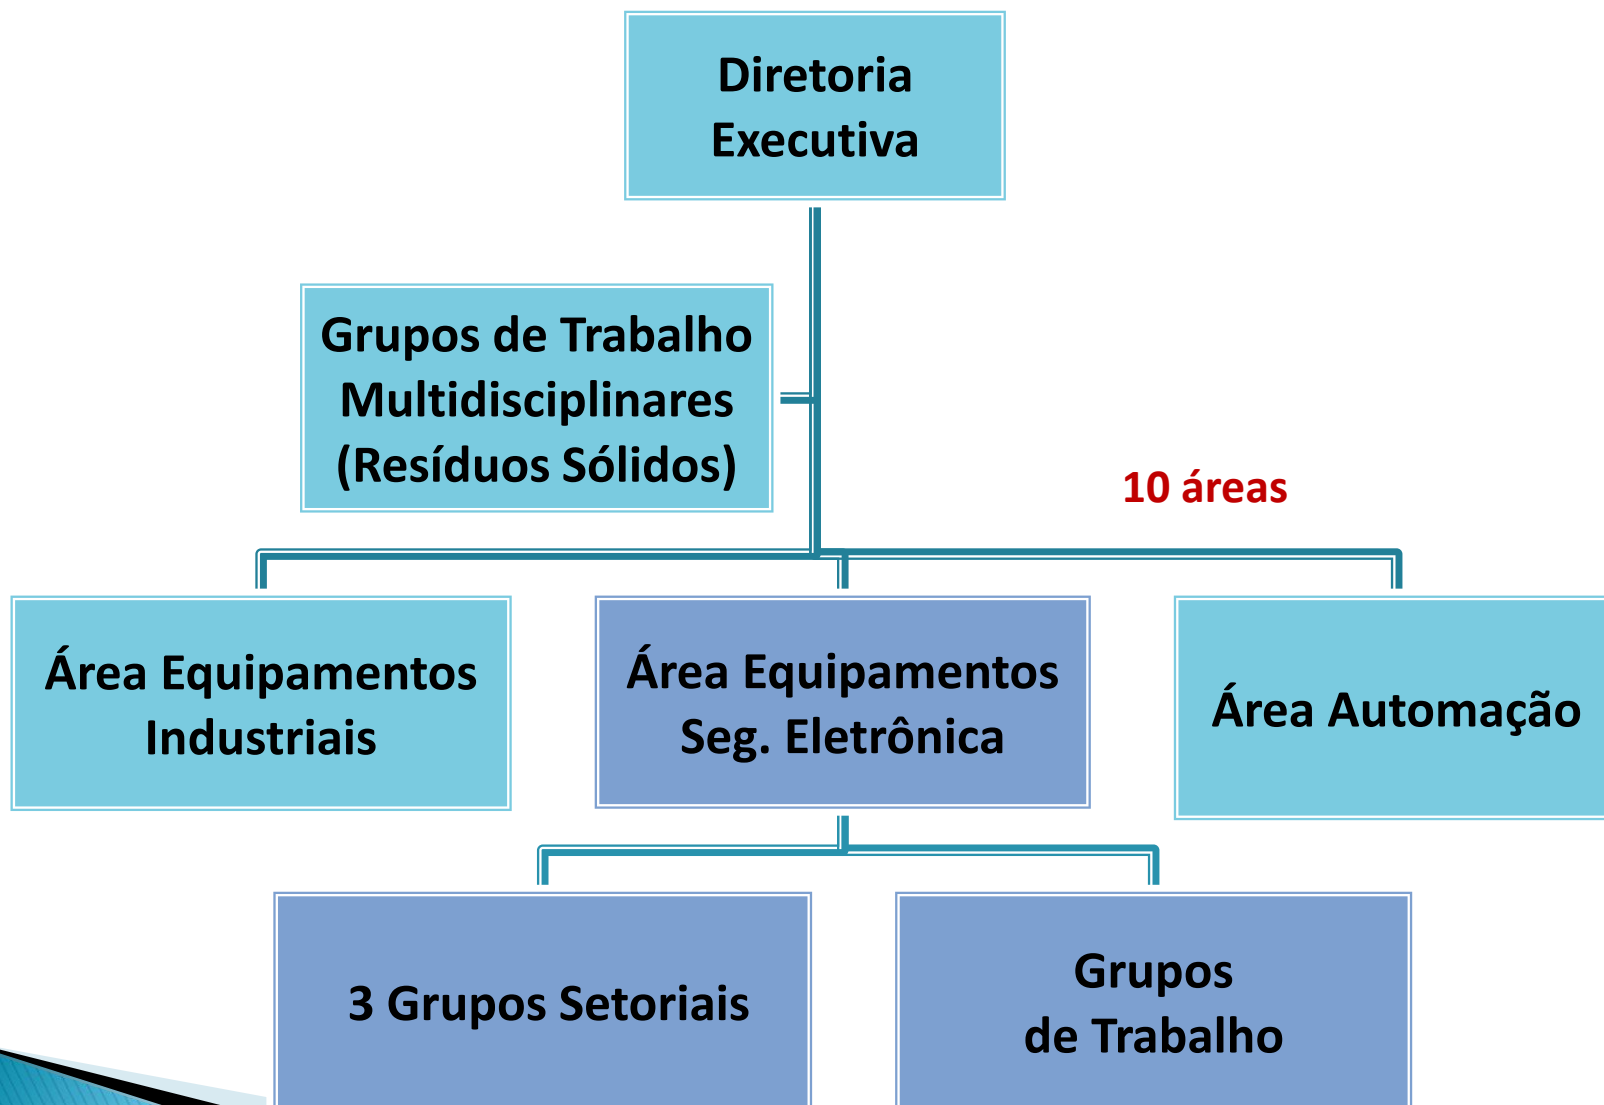 Diretoria
Executiva
Grupos de Trabalho
Multidisciplinares
(Resíduos Sólidos)
10 áreas
Área Equipamentos
Industriais
Área Equipamentos
Seg. Eletrônica
Área Automação
3 Grupos Setoriais
Grupos
de Trabalho